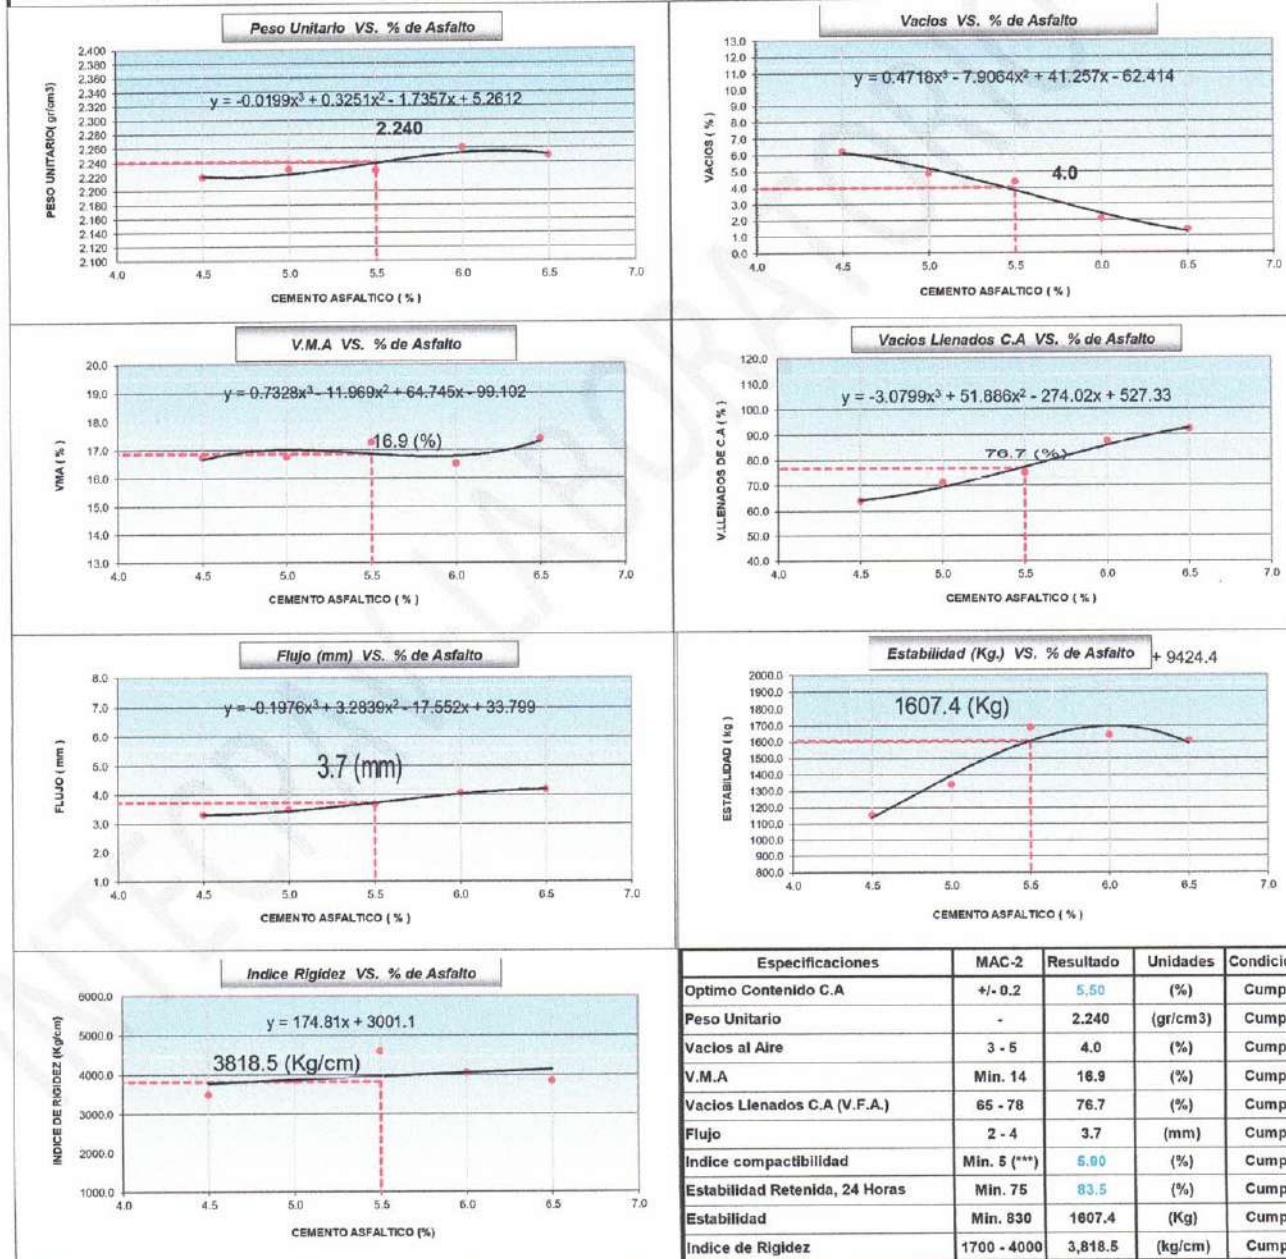 Peso Unitario VS. % de Asfalto
2.400
2.380
2.360
2.340
2.320
2.300
2.280
2.260
2.240
2.220
2.200
2.180
2.160
2.140
2.120
2.100
PESO UNITARIO( gr/cm3)
y = -0.0199x³ + 0.3251x² - 1.7357x + 5.2612
2.240
4.0 4.5 5.0 5.5 6.0 6.5 7.0
CEMENTO ASFALTICO ( % )
Vacios VS. % de Asfalto
13.0
12.0
11.0
10.0
9.0
8.0
7.0
6.0
5.0
4.0
3.0
2.0
1.0
0.0
VACIOS ( % )
y = 0.4718x³ - 7.9064x² + 41.257x - 62.414
4.0
4.0 4.5 5.0 5.5 6.0 6.5 7.0
CEMENTO ASFALTICO ( % )
V.M.A VS. % de Asfalto
20.0
19.0
18.0
17.0
16.0
15.0
14.0
13.0
VMA ( % )
y = 0.7328x³ - 11.969x² + 64.745x - 99.102
16.9 (%)
4.0 4.5 5.0 5.5 6.0 6.5 7.0
CEMENTO ASFALTICO ( % )
Vacios Llenados C.A VS. % de Asfalto
120.0
110.0
100.0
90.0
80.0
70.0
60.0
50.0
40.0
V.LLENADOS DE C.A ( % )
y = -3.0799x³ + 51.886x² - 274.02x + 527.33
76.7 (%)
4.0 4.5 5.0 5.5 6.0 6.5 7.0
CEMENTO ASFALTICO ( % )
Flujo (mm) VS. % de Asfalto
8.0
7.0
6.0
5.0
4.0
3.0
2.0
1.0
FLUJO ( mm )
y = -0.1976x³ + 3.2839x² - 17.552x + 33.799
3.7 (mm)
4.0 4.5 5.0 5.5 6.0 6.5 7.0
CEMENTO ASFALTICO ( % )
Estabilidad (Kg.) VS. % de Asfalto + 9424.4
2000.0
1900.0
1800.0
1700.0
1600.0
1500.0
1400.0
1300.0
1200.0
1100.0
1000.0
900.0
800.0
ESTABILIDAD ( kg )
1607.4 (Kg)
4.0 4.5 5.0 5.5 6.0 6.5 7.0
CEMENTO ASFALTICO ( % )
Indice Rigidez VS. % de Asfalto
6000.0
5000.0
4000.0
3000.0
2000.0
1000.0
INDICE DE RIGIDEZ (Kg/cm)
y = 174.81x + 3001.1
3818.5 (Kg/cm)
4.0 4.5 5.0 5.5 6.0 6.5 7.0
CEMENTO ASFALTICO (%)
Especificaciones MAC-2 Resultado Unidades Condició
Optimo Contenido C.A +/- 0.2 5.50 (%) Cump
Peso Unitario - 2.240 (gr/cm3) Cump
Vacios al Aire 3 - 5 4.0 (%) Cump
V.M.A Min. 14 16.9 (%) Cump
Vacios Llenados C.A (V.F.A.) 65 - 78 76.7 (%) Cump
Flujo 2 - 4 3.7 (mm) Cump
Indice compactibilidad Min. 5 (***) 5.90 (%) Cump
Estabilidad Retenida, 24 Horas Min. 75 83.5 (%) Cump
Estabilidad Min. 830 1607.4 (Kg) Cump
Indice de Rigidez 1700 - 4000 3,818.5 (kg/cm) Cump